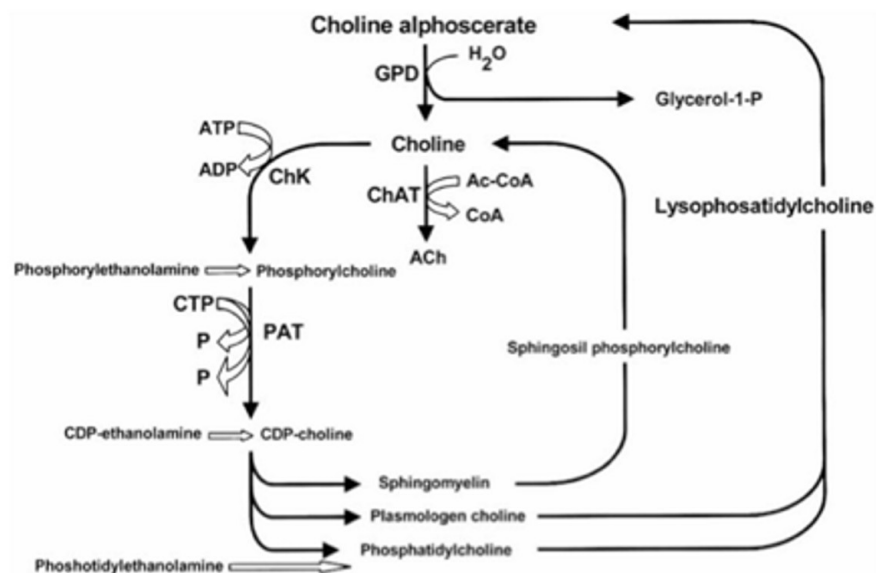 Choline alphoscerate
H2O
GPD
Glycerol-1-P
ATP
Choline
ADP
ChK
ChAT
Ac-CoA
CoA
Lysophosatidylcholine
ACh
Phosphorylethanolamine
Phosphorylcholine
CTP
PAT
P
Sphingosil phosphorylcholine
P
CDP-ethanolamine
CDP-choline
Sphingomyelin
Plasmologen choline
Phosphatidylcholine
Phoshotidylethanolamine